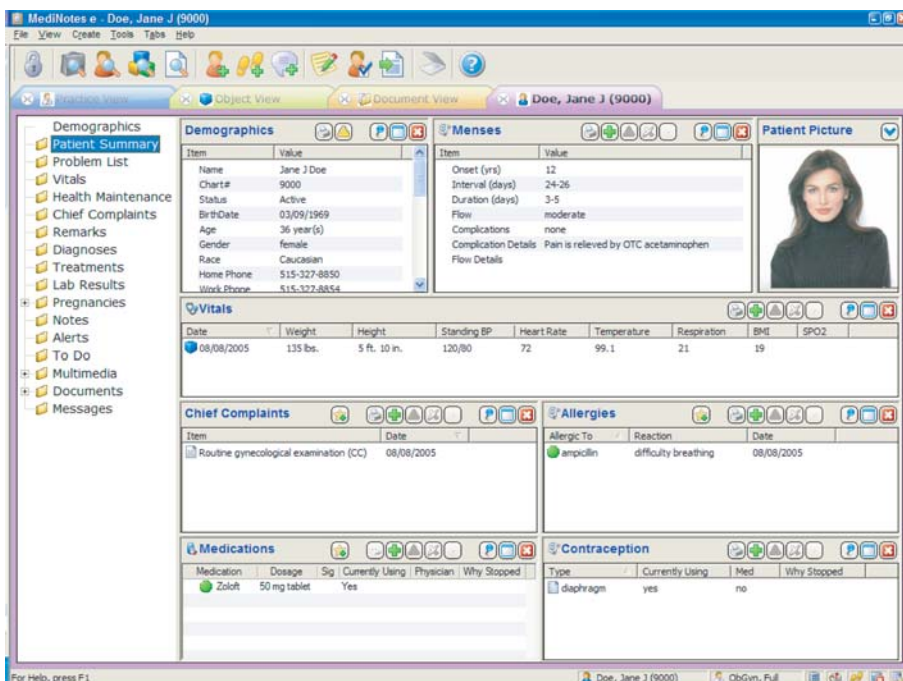 MediNotes e - Doe, Jane J (9000)
File View Create Tools Tabs Help
Practice View Object View Document View Doe, Jane J (9000)
Demographics
Patient Summary
Problem List
Vitals
Health Maintenance
Chief Complaints
Remarks
Diagnoses
Treatments
Lab Results
Pregnancies
Notes
Alerts
To Do
Multimedia
Documents
Messages
Demographics
Item Value
Name Jane J Doe
Chart# 9000
Status Active
BirthDate 03/09/1969
Age 36 year(s)
Gender female
Race Caucasian
Home Phone 515-327-8850
Work Phone 515-327-8854
Menses
Item Value
Onset (yrs) 12
Interval (days) 24-26
Duration (days) 3-5
Flow moderate
Complications none
Complication Details Pain is relieved by OTC acetaminophen
Flow Details
Patient Picture
Vitals
Date Weight Height Standing BP Heart Rate Temperature Respiration BMI SPO2
08/08/2005 135 lbs. 5 ft. 10 in. 120/80 72 99.1 21 19
Chief Complaints
Item Date
Routine gynecological examination (CC) 08/08/2005
Allergies
Allergic To Reaction Date
ampicillin difficulty breathing 08/08/2005
Medications
Medication Dosage Sig Currently Using Physician Why Stopped
Zoloft 50 mg tablet Yes
Contraception
Type Currently Using Med Why Stopped
diaphragm yes no
For Help, press F1
Doe, Jane J (9000) ObGyn, Full